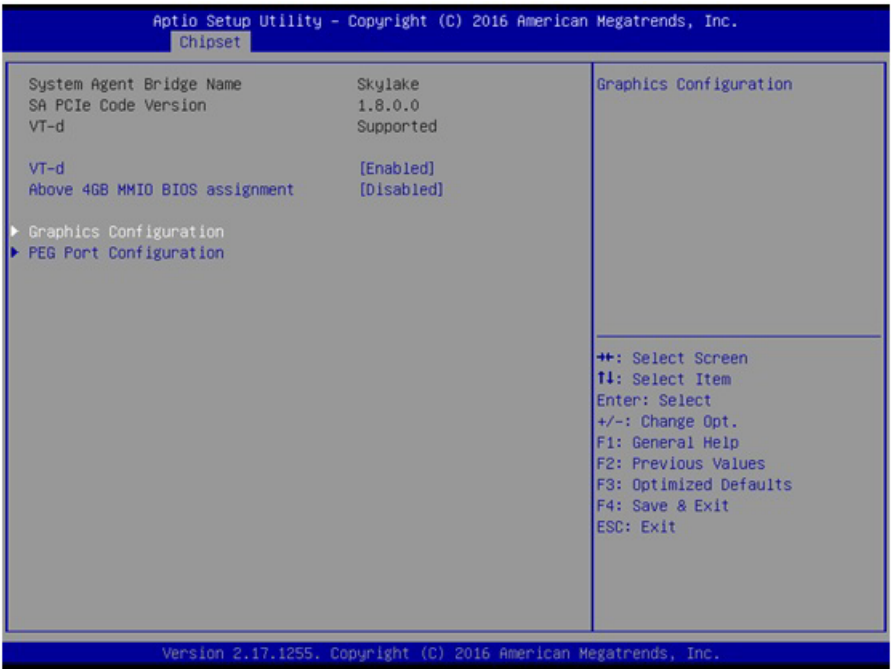 Aptio Setup Utility – Copyright (C) 2016 American Megatrends, Inc.
Chipset
System Agent Bridge Name Skylake
SA PCIe Code Version 1.8.0.0
VT-d Supported
VT-d [Enabled]
Above 4GB MMIO BIOS assignment [Disabled]
Graphics Configuration
PEG Port Configuration
Graphics Configuration
→←: Select Screen
↑↓: Select Item
Enter: Select
+/-: Change Opt.
F1: General Help
F2: Previous Values
F3: Optimized Defaults
F4: Save & Exit
ESC: Exit
Version 2.17.1255. Copyright (C) 2016 American Megatrends, Inc.